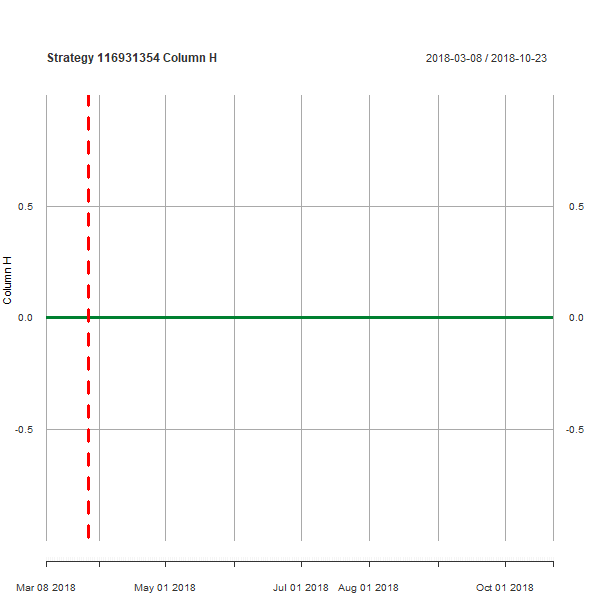 Strategy 116931354 Column H
2018-03-08 / 2018-10-23
0.5
0.5
Column H
0.0
0.0
-0.5
-0.5
Mar 08 2018
May 01 2018
Jul 01 2018
Aug 01 2018
Oct 01 2018